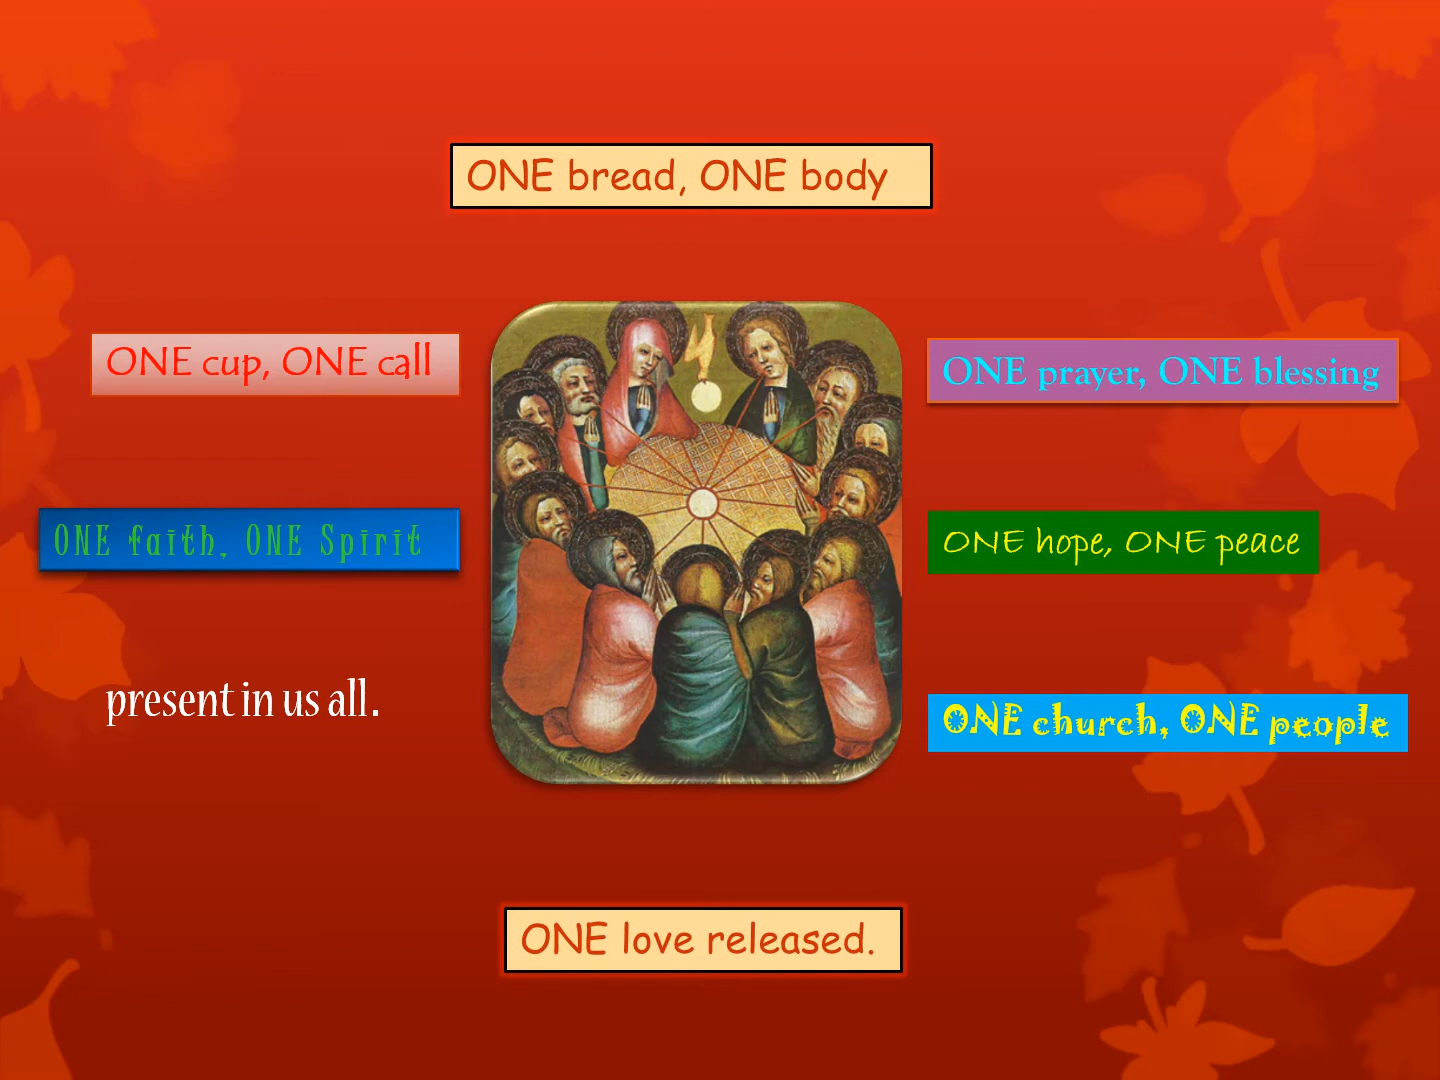 ONE bread, ONE body
ONE cup, ONE call
ONE prayer, ONE blessing
ONE faith, ONE Spirit
ONE hope, ONE peace
present in us all.
ONE church, ONE people
ONE love released.